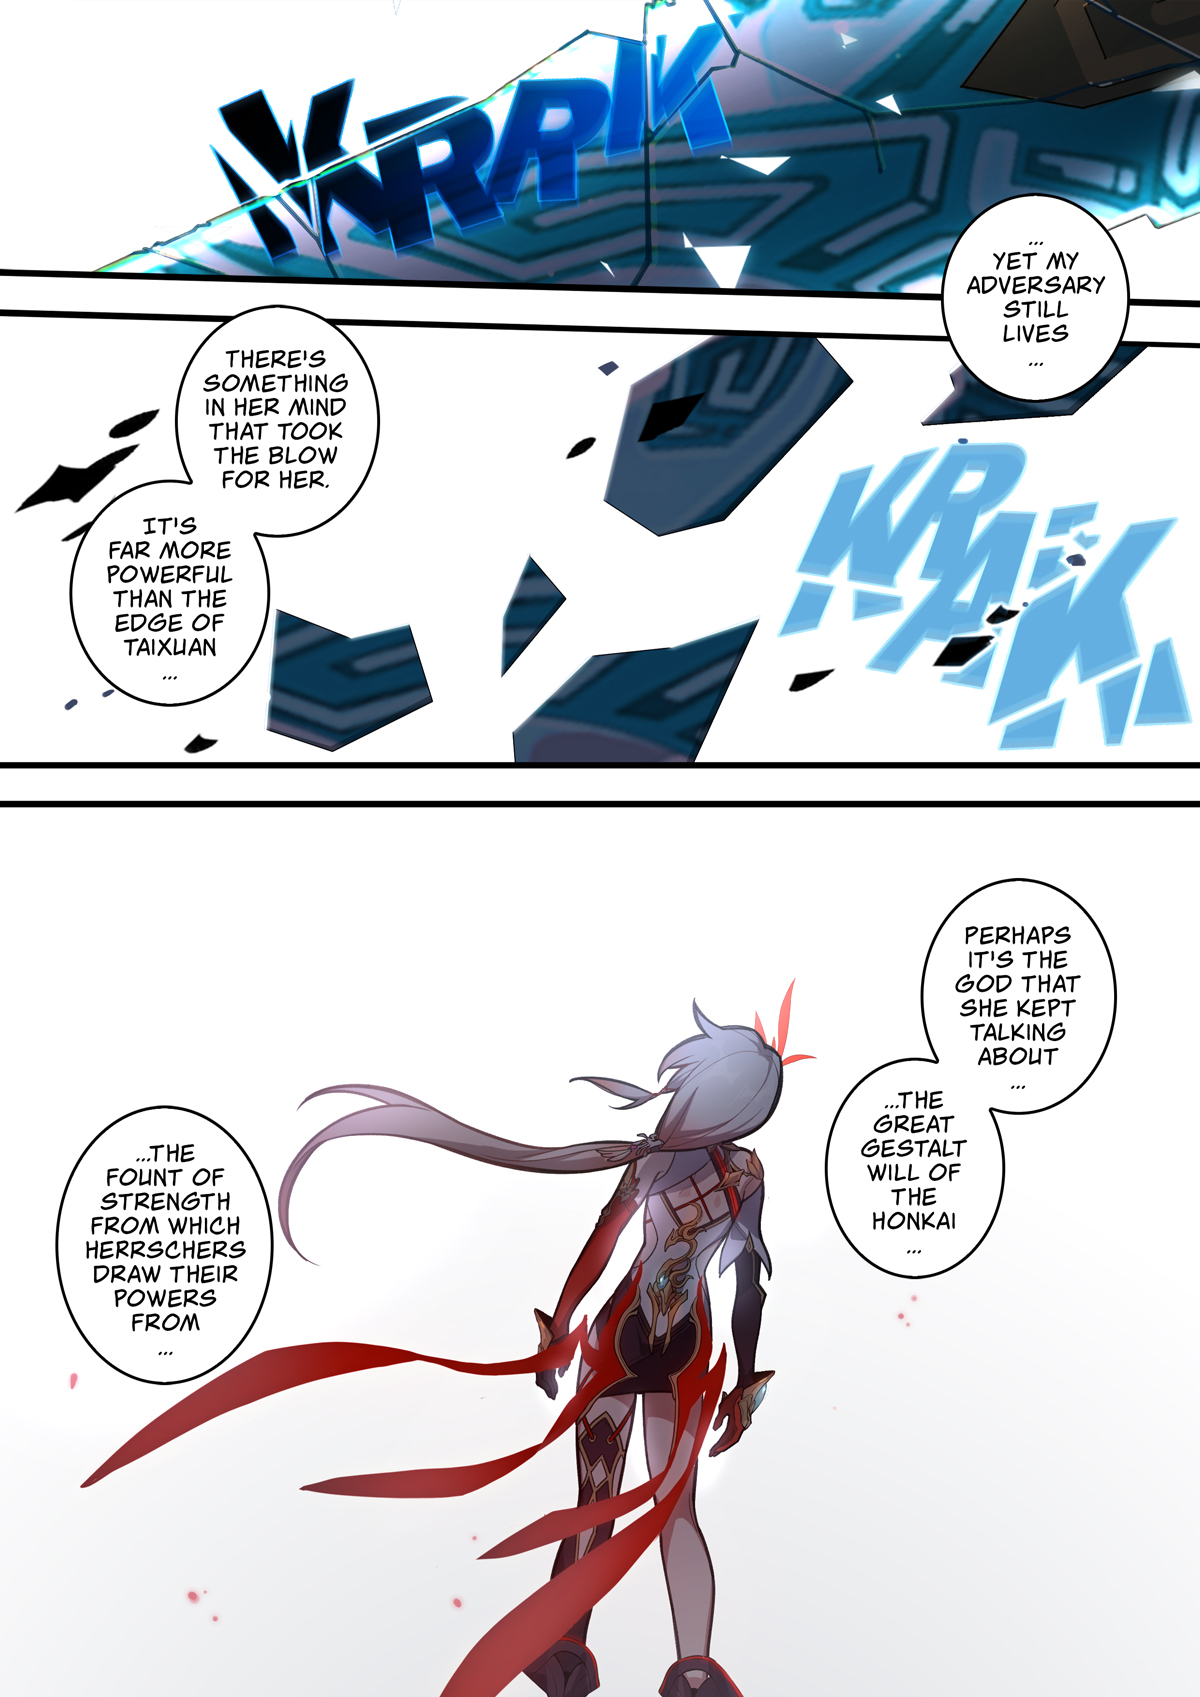 KRRRK
...
YET MY
ADVERSARY
STILL
LIVES
...
THERE'S
SOMETHING
IN HER MIND
THAT TOOK
THE BLOW
FOR HER.
IT'S
FAR MORE
POWERFUL
THAN THE
EDGE OF
TAIXUAN
...
KRAK
PERHAPS
IT'S THE
GOD THAT
SHE KEPT
TALKING
ABOUT
...
...THE
GREAT
GESTALT
WILL OF
THE
HONKAI
...
...THE
FOUNT OF
STRENGTH
FROM WHICH
HERRSCHERS
DRAW THEIR
POWERS
FROM
...